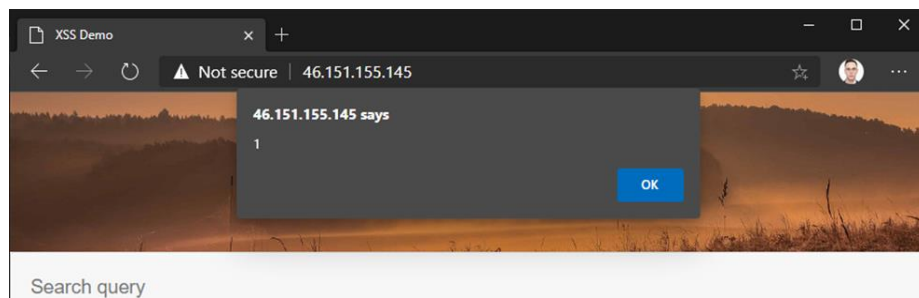 XSS Demo
Not secure | 46.151.155.145
46.151.155.145 says
1
OK
Search query